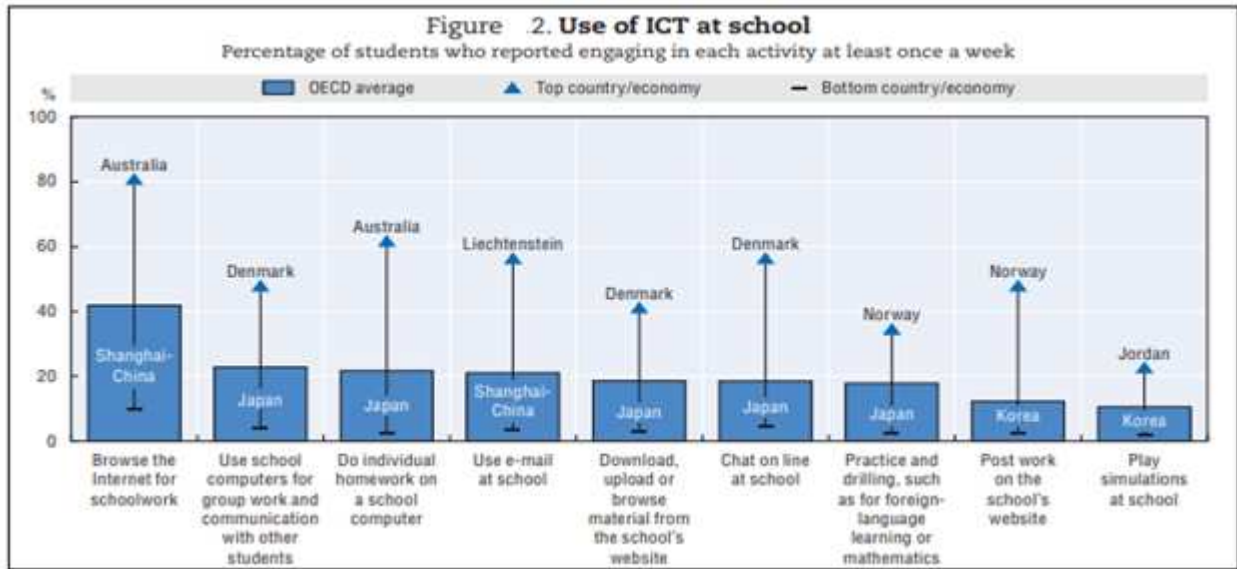 Figure .2. Use of ICT at school
Percentage of students who reported engaging in each activity at least once a week
OECD average
Top country/economy
Bottom country/economy
%
100
80
60
40
20
0
Australia
Shanghai-
China
Denmark
Japan
Australia
Japan
Liechtenstein
Shanghai-
China
Denmark
Japan
Denmark
Japan
Norway
Japan
Norway
Korea
Jordan
Korea
Browse the
Internet for
schoolwork
Use school
computers for
group work and
communication
with other
students
Do individual
homework on
a school
computer
Use e-mail
at school
Download,
upload or
browse
material from
the school's
website
Chat on line
at school
Practice and
drilling, such
as for foreign-
language
learning or
mathematics
Post work
on the
school's
website
Play
simulations
at school